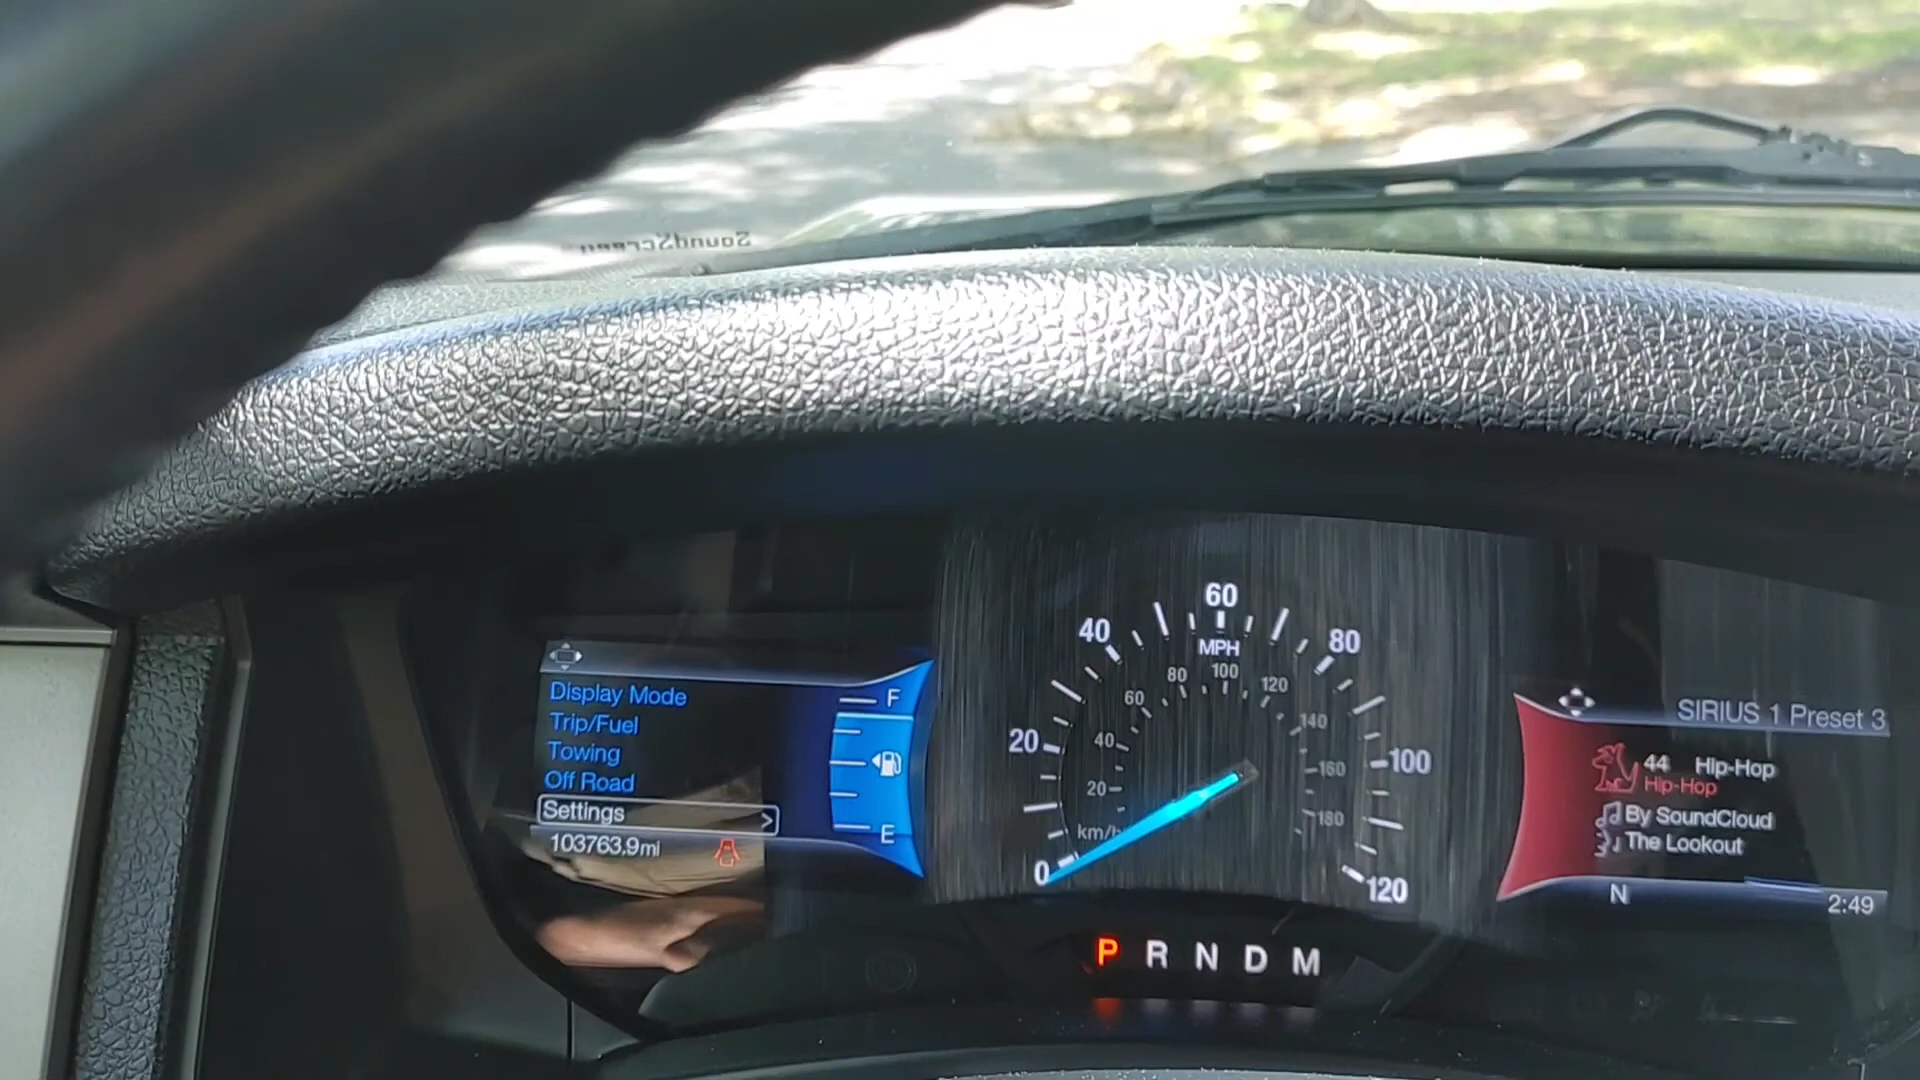 SoundScreen
Display Mode
Trip/Fuel
Towing
Off Road
Settings >
103763.9mi
F
E
0
20
40
60
80
100
120
MPH
km/h
20
40
60
80
100
120
140
160
180
P R N D M
SIRIUS 1 Preset 3
44 Hip-Hop
Hip-Hop
By SoundCloud
The Lookout
N
2:49